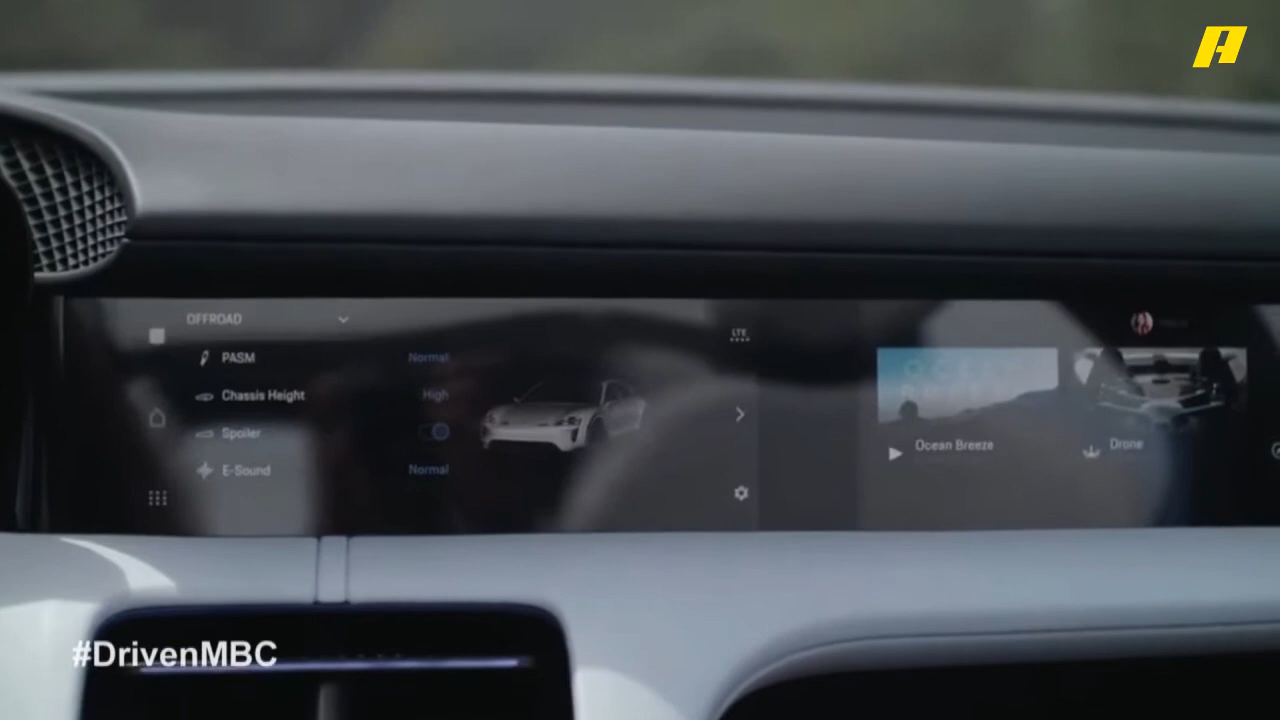 OFFROAD
PASM Normal
Chassis Height High
Spoiler
E-Sound Normal
LTE
Ocean Breeze
Drone
#DrivenMBC